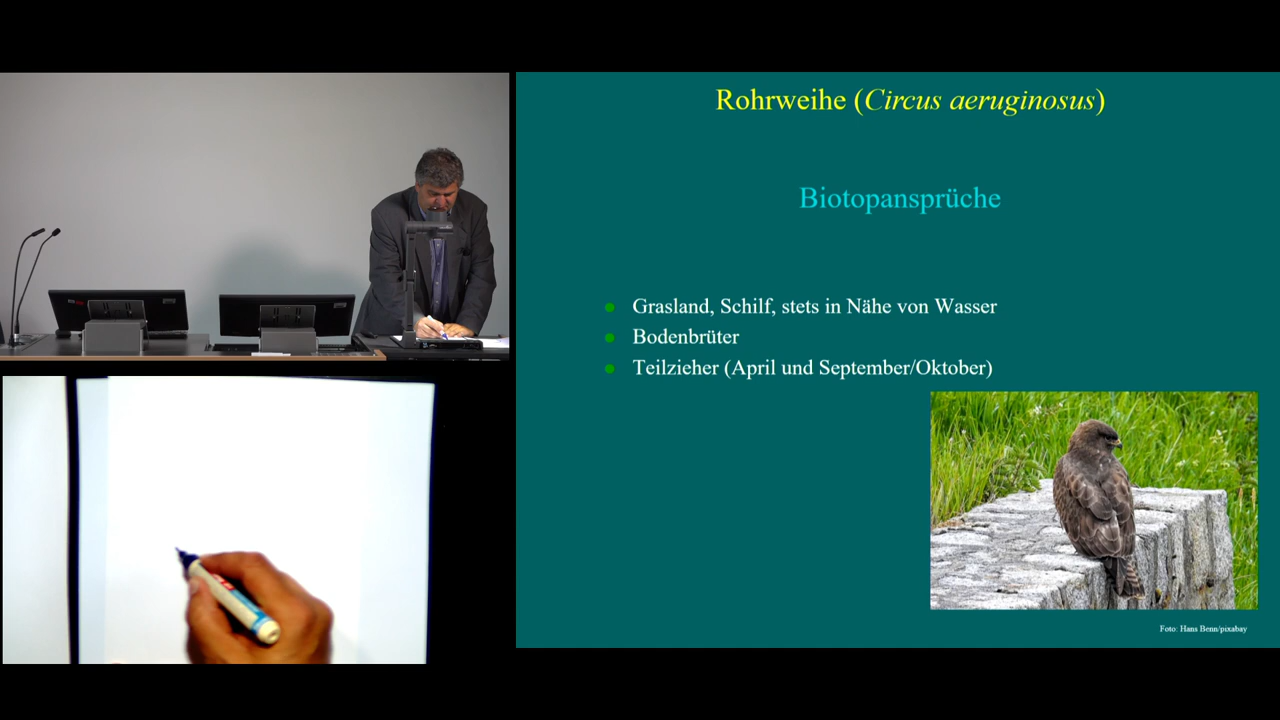 Rohrweihe (Circus aeruginosus)
Biotopansprüche
Grasland, Schilf, stets in Nähe von Wasser
Bodenbrüter
Teilzieher (April und September/Oktober)
Foto: Hans Benn/pixabay